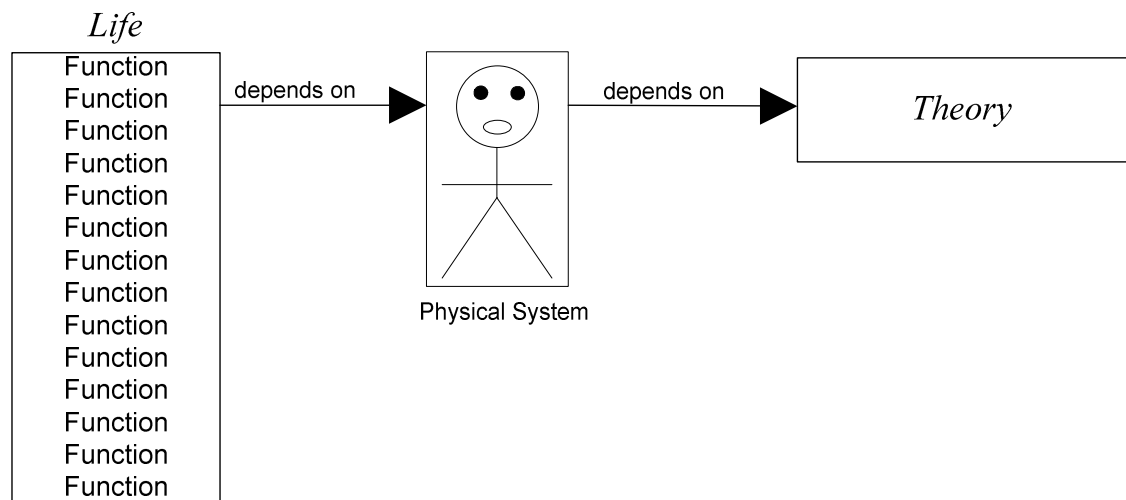 Life
Function
Function
Function
Function
Function
Function
Function
Function
Function
Function
Function
Function
Function
Function
depends on
Physical System
depends on
Theory